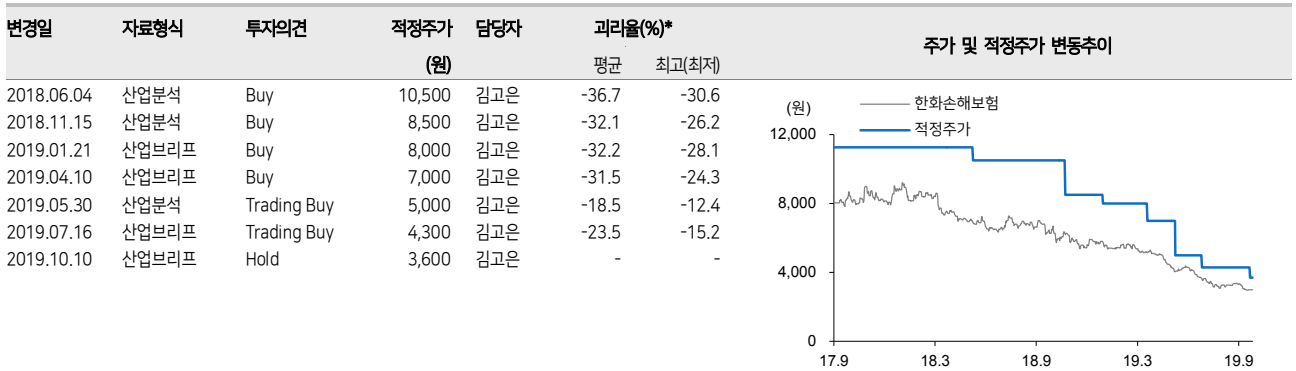 변경일 자료형식 투자의견 적정주가 담당자 괴리율(%)* 주가 및 적정주가 변동추이
(원) 평균 최고(최저)
2018.06.04 산업분석 Buy 10,500 김고은 -36.7 -30.6
2018.11.15 산업분석 Buy 8,500 김고은 -32.1 -26.2
2019.01.21 산업브리프 Buy 8,000 김고은 -32.2 -28.1
2019.04.10 산업브리프 Buy 7,000 김고은 -31.5 -24.3
2019.05.30 산업분석 Trading Buy 5,000 김고은 -18.5 -12.4
2019.07.16 산업브리프 Trading Buy 4,300 김고은 -23.5 -15.2
2019.10.10 산업브리프 Hold 3,600 김고은 - -
(원) 한화손해보험
적정주가
12,000
8,000
4,000
0
17.9 18.3 18.9 19.3 19.9